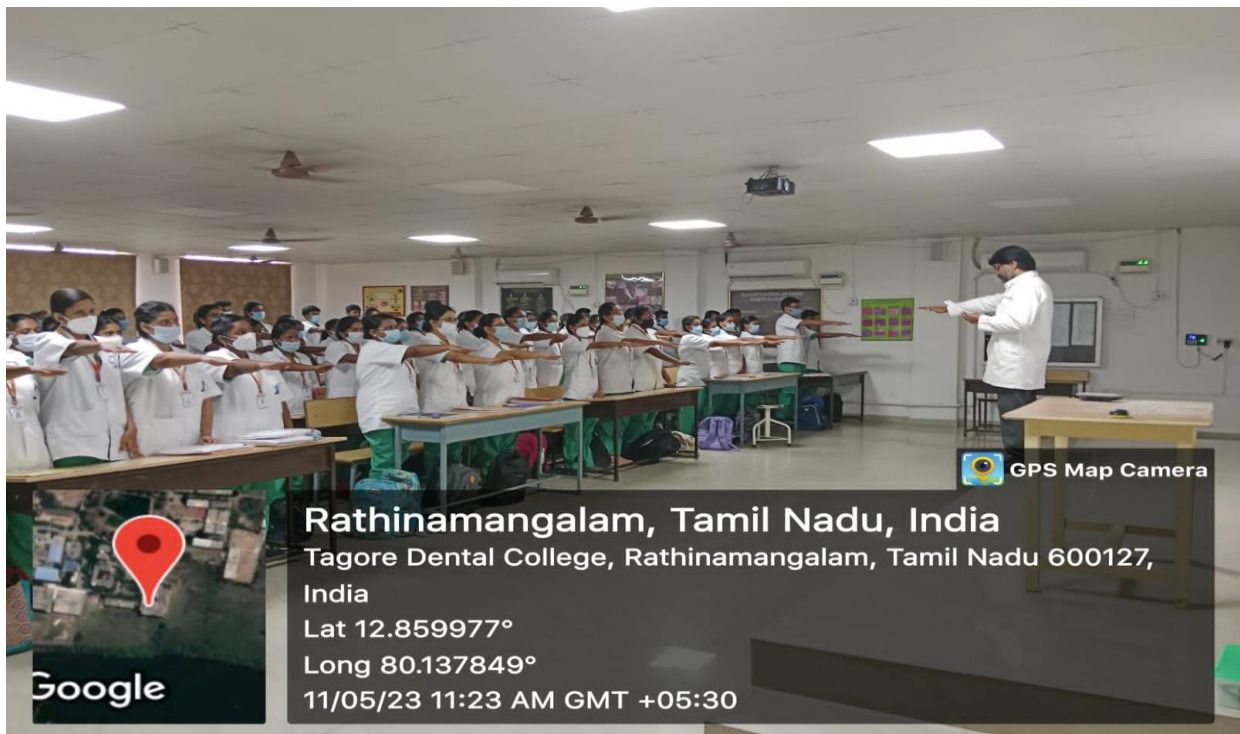 GPS Map Camera
Rathinamangalam, Tamil Nadu, India
Tagore Dental College, Rathinamangalam, Tamil Nadu 600127,
India
Lat 12.859977°
Long 80.137849°
11/05/23 11:23 AM GMT +05:30
Google